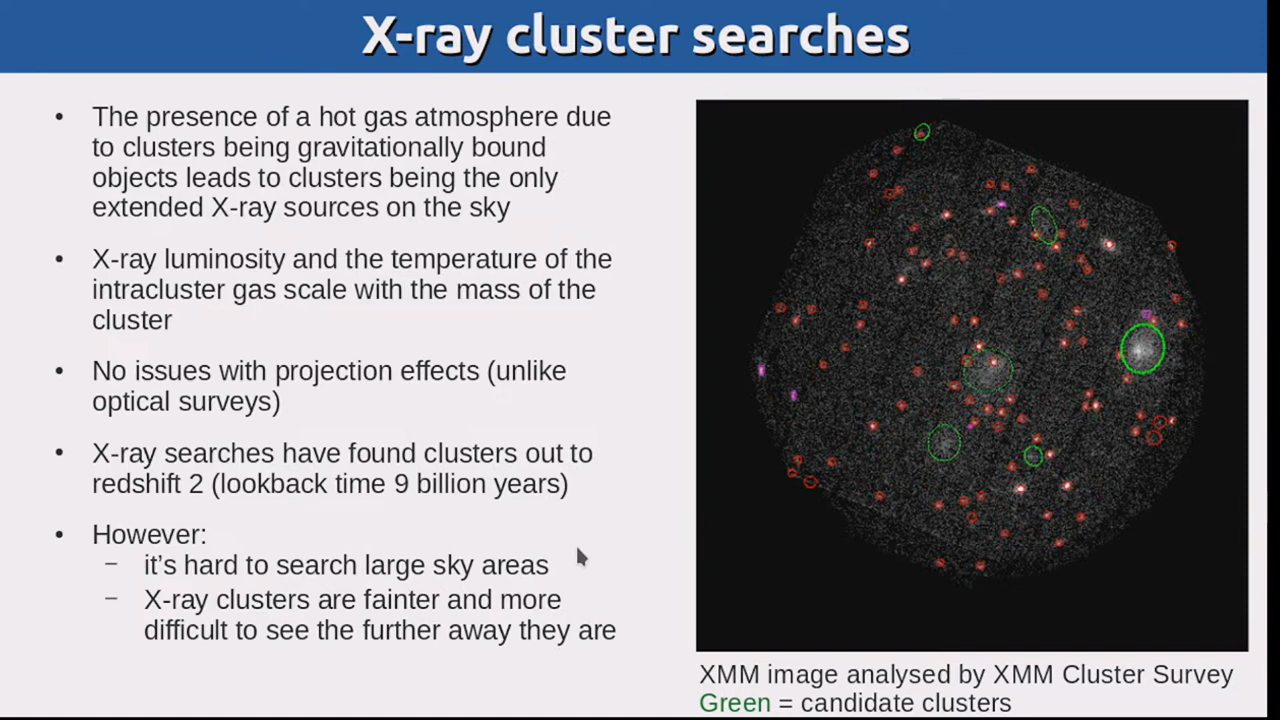 X-ray cluster searches
• The presence of a hot gas atmosphere due
to clusters being gravitationally bound
objects leads to clusters being the only
extended X-ray sources on the sky
• X-ray luminosity and the temperature of the
intracluster gas scale with the mass of the
cluster
• No issues with projection effects (unlike
optical surveys)
• X-ray searches have found clusters out to
redshift 2 (lookback time 9 billion years)
• However:
– it’s hard to search large sky areas
– X-ray clusters are fainter and more
difficult to see the further away they are
XMM image analysed by XMM Cluster Survey
Green = candidate clusters